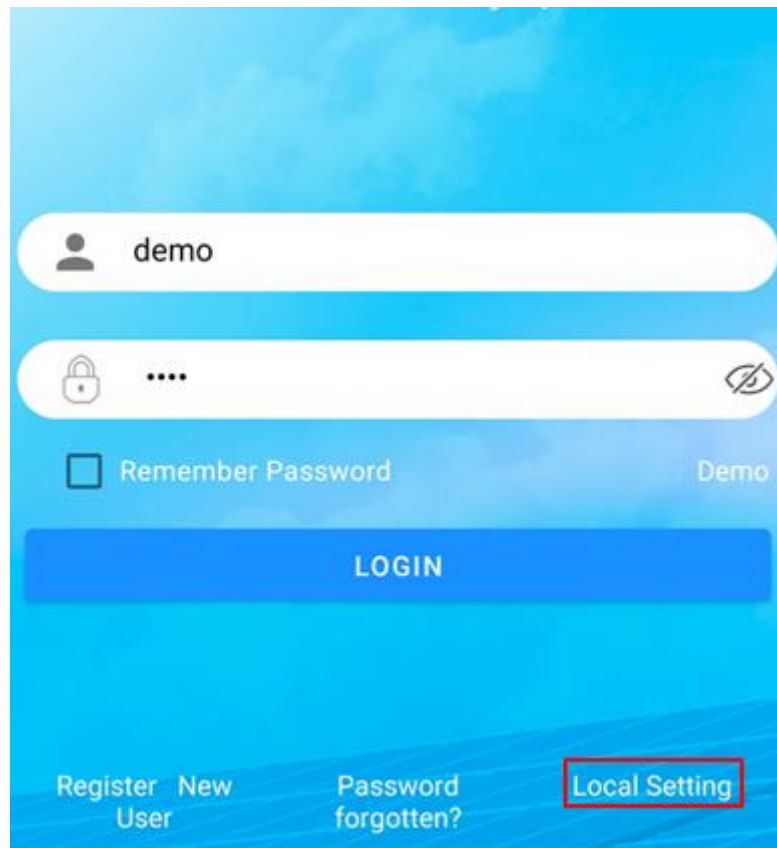 demo
••••
Remember Password Demo
LOGIN
Register New
User
Password
forgotten?
Local Setting